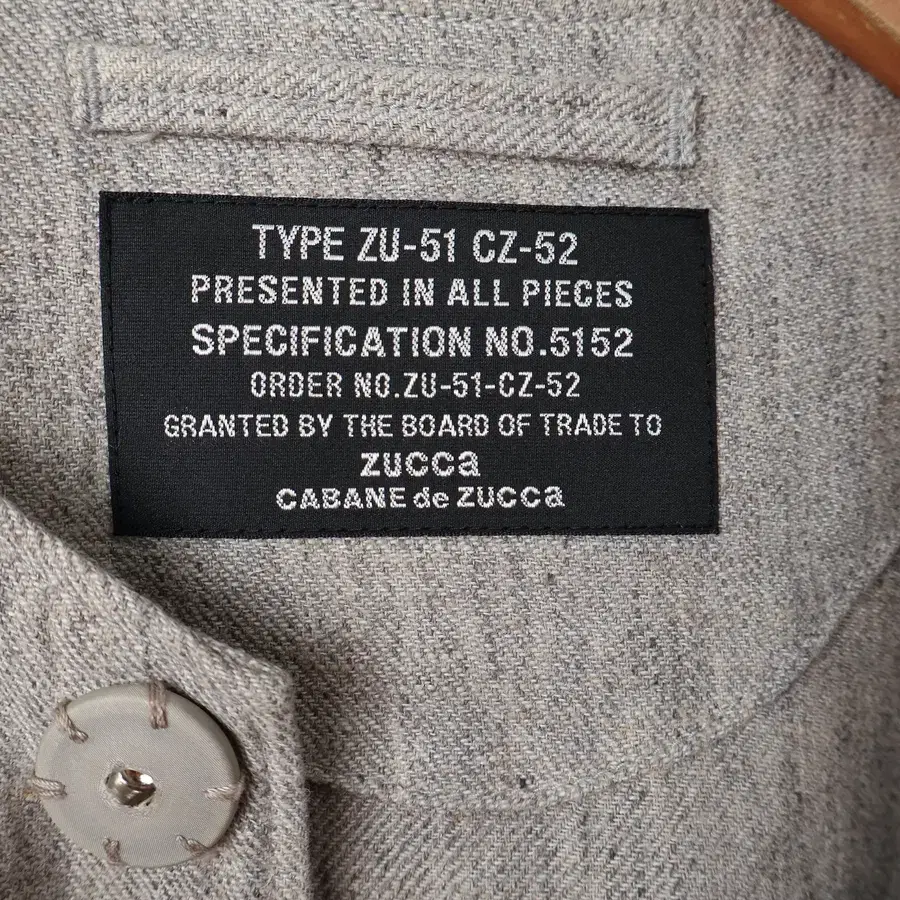 TYPE ZU-51 CZ-52
PRESENTED IN ALL PIECES
SPECIFICATION NO.5152
ORDER NO.ZU-51-CZ-52
GRANTED BY THE BOARD OF TRADE TO
zucca
CABANE de zucca